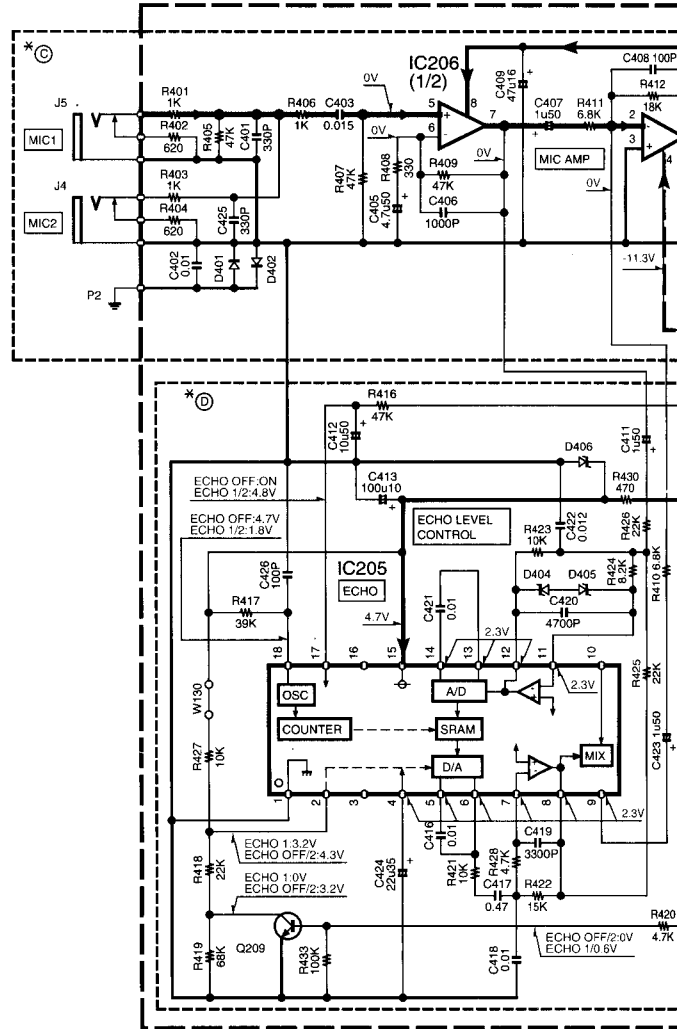 * C
IC206
(1/2)
C409
47u16
C408 100P
R412
18K
J5
MIC1
R401
1K
R402
620
R405
47K
C401
330P
R406
1K
C403
0.015
0V
5
6
8
7
C407
1u50
R411
6.8K
2
3
4
0V
R408
330
R409
47K
0V
MIC AMP
0V
R407
47K
C405
4.7u50
C406
1000P
J4
MIC2
R403
1K
R404
620
C425
330P
C402
0.01
D401
D402
-11.3V
P2
* D
R416
47K
C412
10u50
C411
1u50
D406
C413
100u10
R430
470
ECHO OFF:ON
ECHO 1/2:4.8V
ECHO OFF:4.7V
ECHO 1/2:1.8V
ECHO LEVEL
CONTROL
C422
0.012
R426
22K
R423
10K
R424
8.2K
R410 6.8K
IC205
ECHO
C426
100P
D404
D405
C421
0.01
C420
4700P
R417
39K
4.7V
2.3V
18
17
16
15
14
13
12
11
10
2.3V
R425
22K
W130
OSC
A/D
COUNTER
SRAM
D/A
MIX
R427
10K
C423 1u50
1
2
3
4
5
6
7
8
9
2.3V
C416
0.01
C419
3300P
ECHO 1:3.2V
ECHO OFF/2:4.3V
R418
22K
C424
22u35
R421
10K
R428
4.7K
C417
0.47
R422
15K
ECHO 1:0V
ECHO OFF/2:3.2V
Q209
R419
68K
R433
100K
C418
0.01
R420
4.7K
ECHO OFF/2:0V
ECHO 1/0.6V